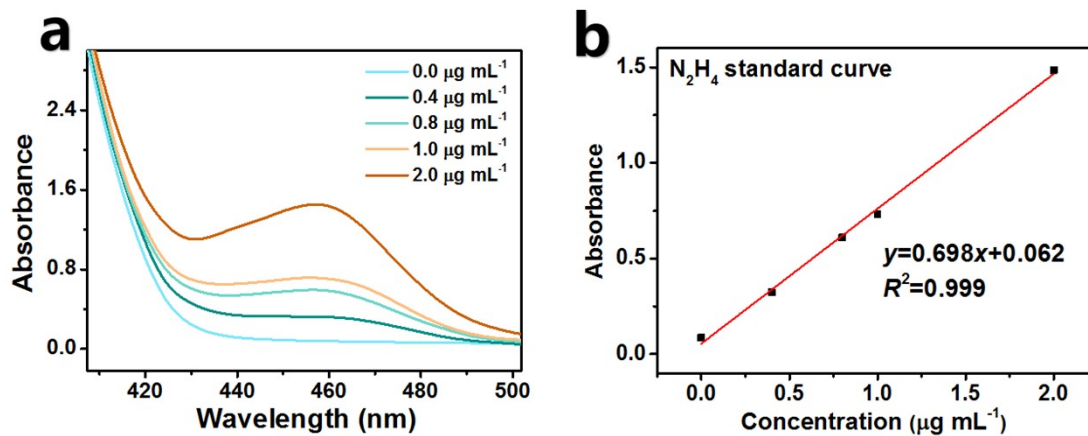 a
0.0 μg mL⁻¹
0.4 μg mL⁻¹
0.8 μg mL⁻¹
1.0 μg mL⁻¹
2.0 μg mL⁻¹
Absorbance
2.4
1.6
0.8
0.0
420 440 460 480 500
Wavelength (nm)
b
N₂H₄ standard curve
y=0.698x+0.062
R²=0.999
Absorbance
1.5
1.0
0.5
0.0
0.0 0.5 1.0 1.5 2.0
Concentration (μg mL⁻¹)